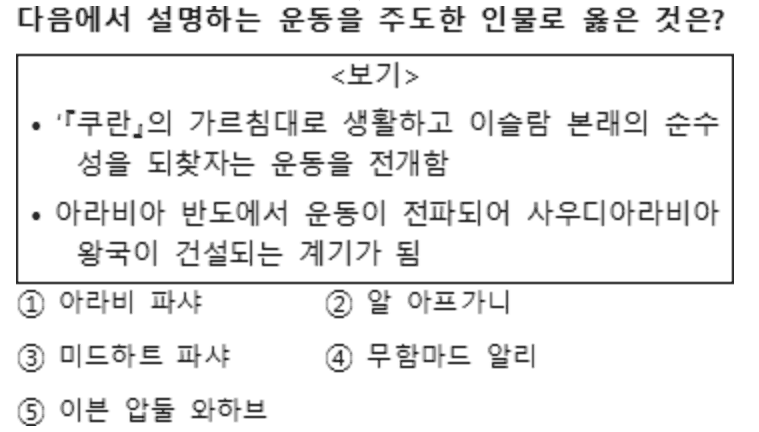 다음에서 설명하는 운동을 주도한 인물로 옳은 것은?
<보기>
• '『쿠란』의 가르침대로 생활하고 이슬람 본래의 순수
성을 되찾자는 운동을 전개함
• 아라비아 반도에서 운동이 전파되어 사우디아라비아
왕국이 건설되는 계기가 됨
① 아라비 파샤 ② 알 아프가니
③ 미드하트 파샤 ④ 무함마드 알리
⑤ 이븐 압둘 와하브